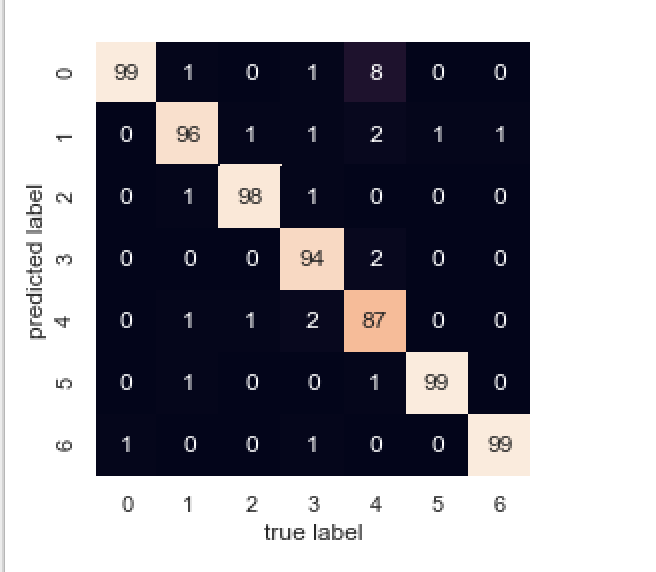 0 99 1 0 1 8 0 0
1 0 96 1 1 2 1 1
2 0 1 98 1 0 0 0
3 0 0 0 94 2 0 0
4 0 1 1 2 87 0 0
5 0 1 0 0 1 99 0
6 1 0 0 1 0 0 99
predicted label
0 1 2 3 4 5 6
true label